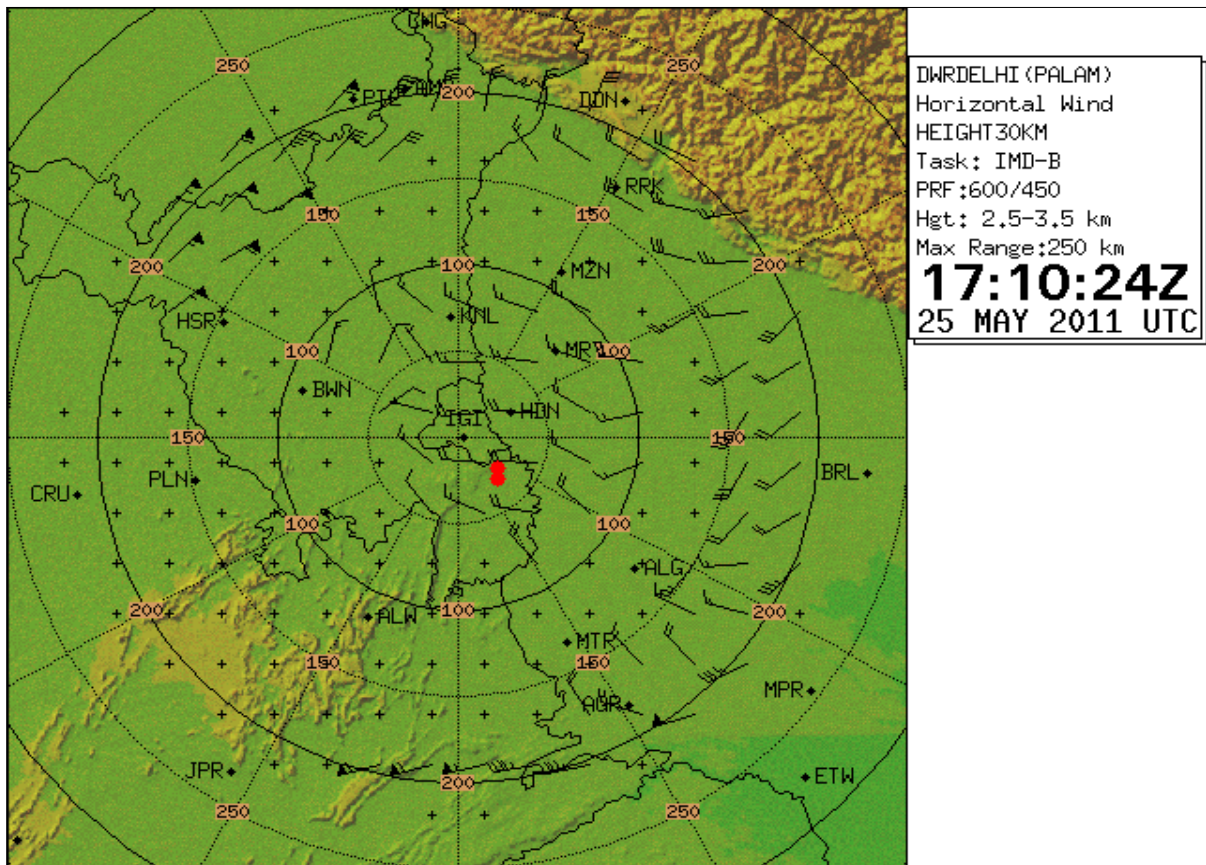 CHG
250
250
DWRDELHI(PALAM)
Horizontal Wind
HEIGHT30KM
Task: IMD-B
PRF:600/450
Hgt: 2.5-3.5 km
Max Range:250 km
17:10:24Z
25 MAY 2011 UTC
200
DDN
RRK
150
150
200
100
200
MZN
HSR
KNL
100
100
BWN
HDN
IGI
150
150
BRL
CRU
PLN
100
100
ALG
200
100
200
ALW
MTR
150
150
MPR
AGR
JPR
200
ETW
250
250